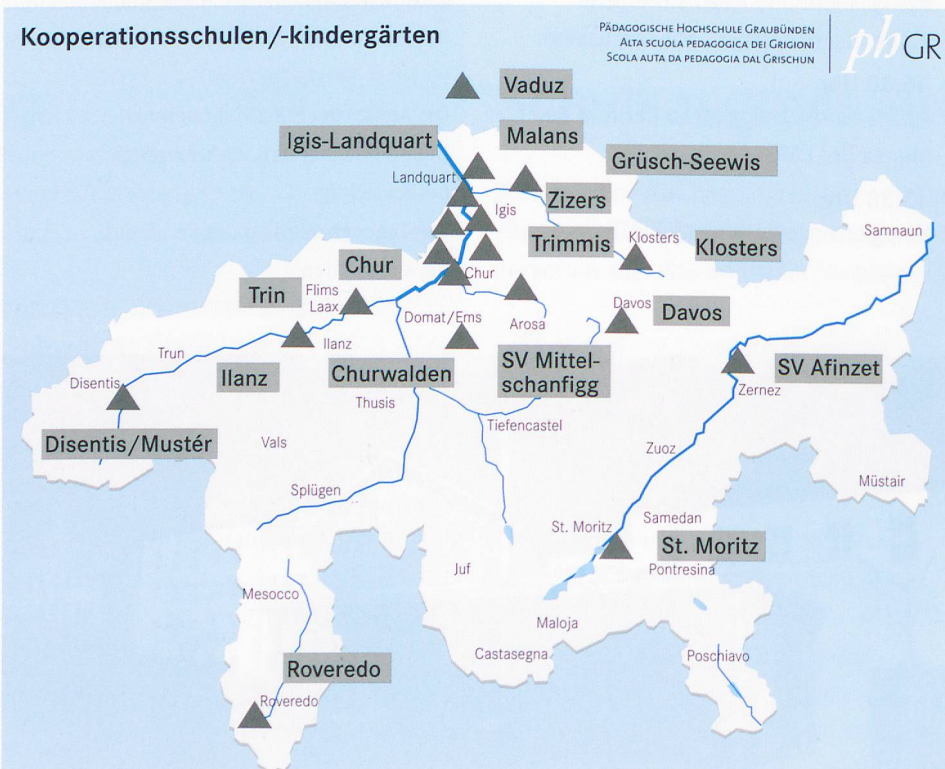 Kooperationsschulen/-kindergärten
PÄDAGOGISCHE HOCHSCHULE GRAUBÜNDEN
ALTA SCUOLA PEDAGOGICA DEI GRIGIONI
SCOLA AUTA DA PEDAGOGIA DAL GRISCHUN
phGR
Vaduz
Igis-Landquart
Malans
Grüsch-Seewis
Landquart
Zizers
Igis
Samnaun
Trimmis
Klosters
Klosters
Chur
Chur
Trin
Flims
Laax
Davos
Davos
Domat/Ems
Arosa
Ilanz
Trun
SV Mittel-
schanfigg
SV Afinzet
Disentis
Ilanz
Churwalden
Zernez
Thusis
Tiefencastel
Disentis/Mustér
Vals
Zuoz
Müstair
Splügen
St. Moritz
Samedan
St. Moritz
Juf
Pontresina
Mesocco
Maloja
Castasegna
Poschiavo
Roveredo
Roveredo